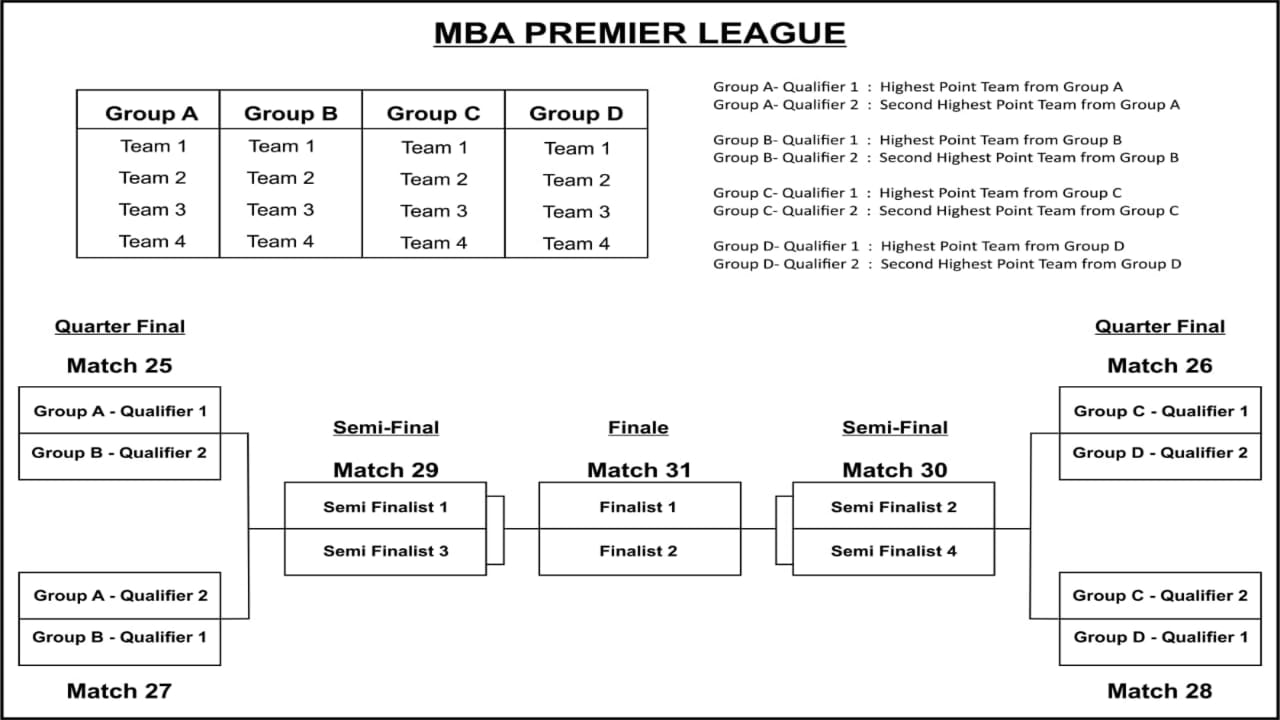 MBA PREMIER LEAGUE
Group A Group B Group C Group D
Team 1 Team 1 Team 1 Team 1
Team 2 Team 2 Team 2 Team 2
Team 3 Team 3 Team 3 Team 3
Team 4 Team 4 Team 4 Team 4
Group A- Qualifier 1 : Highest Point Team from Group A
Group A- Qualifier 2 : Second Highest Point Team from Group A
Group B- Qualifier 1 : Highest Point Team from Group B
Group B- Qualifier 2 : Second Highest Point Team from Group B
Group C- Qualifier 1 : Highest Point Team from Group C
Group C- Qualifier 2 : Second Highest Point Team from Group C
Group D- Qualifier 1 : Highest Point Team from Group D
Group D- Qualifier 2 : Second Highest Point Team from Group D
Quarter Final
Match 25
Group A - Qualifier 1
Group B - Qualifier 2
Group A - Qualifier 2
Group B - Qualifier 1
Match 27
Semi-Final
Match 29
Semi Finalist 1
Semi Finalist 3
Finale
Match 31
Finalist 1
Finalist 2
Semi-Final
Match 30
Semi Finalist 2
Semi Finalist 4
Quarter Final
Match 26
Group C - Qualifier 1
Group D - Qualifier 2
Group C - Qualifier 2
Group D - Qualifier 1
Match 28